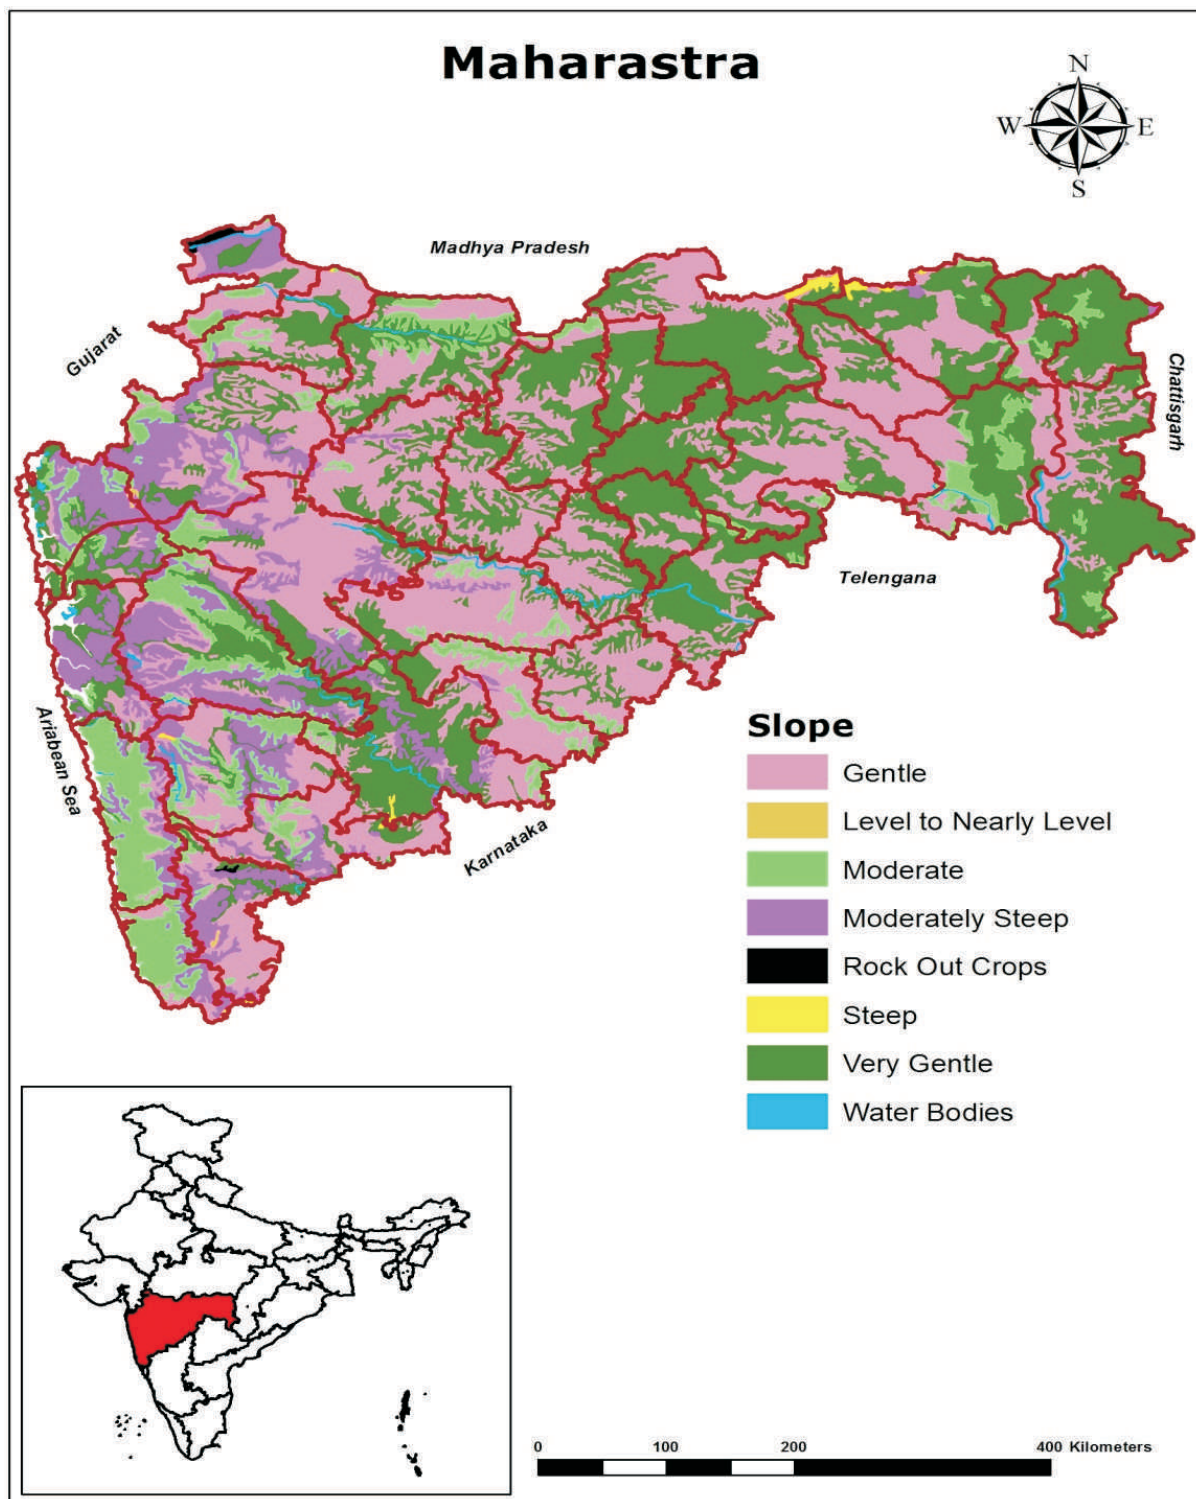 Maharastra
N
W
E
S
Madhya Pradesh
Gujarat
Chattisgarh
Telengana
Ariabean Sea
Karnataka
Slope
Gentle
Level to Nearly Level
Moderate
Moderately Steep
Rock Out Crops
Steep
Very Gentle
Water Bodies
0 100 200 400 Kilometers